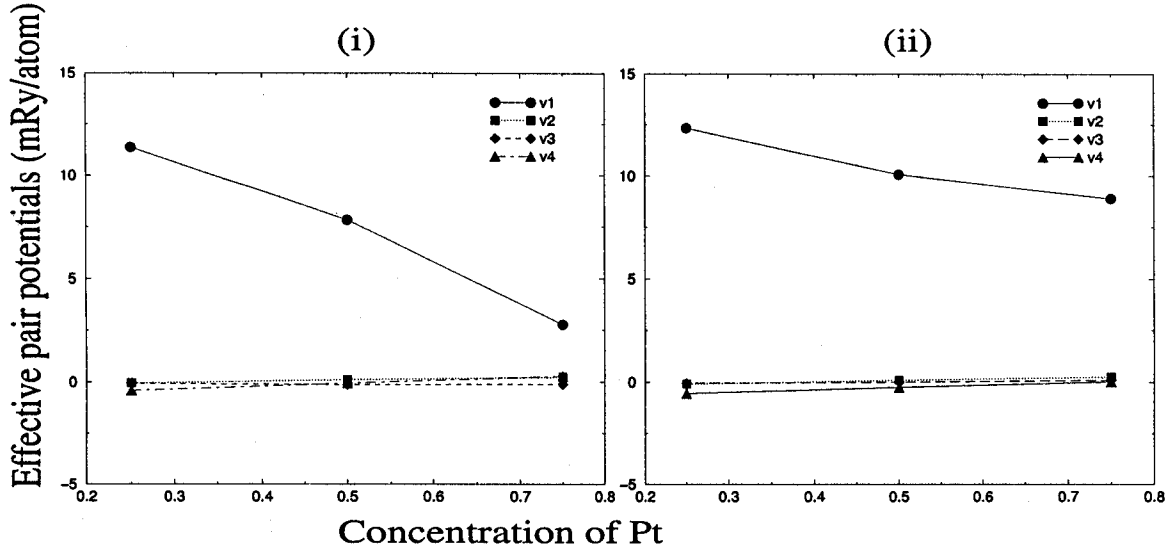 (i)
(ii)
Effective pair potentials (mRy/atom)
15
10
5
0
−5
0.2 0.3 0.4 0.5 0.6 0.7 0.8
v1
v2
v3
v4
15
10
5
0
−5
0.2 0.3 0.4 0.5 0.6 0.7 0.8
v1
v2
v3
v4
Concentration of Pt